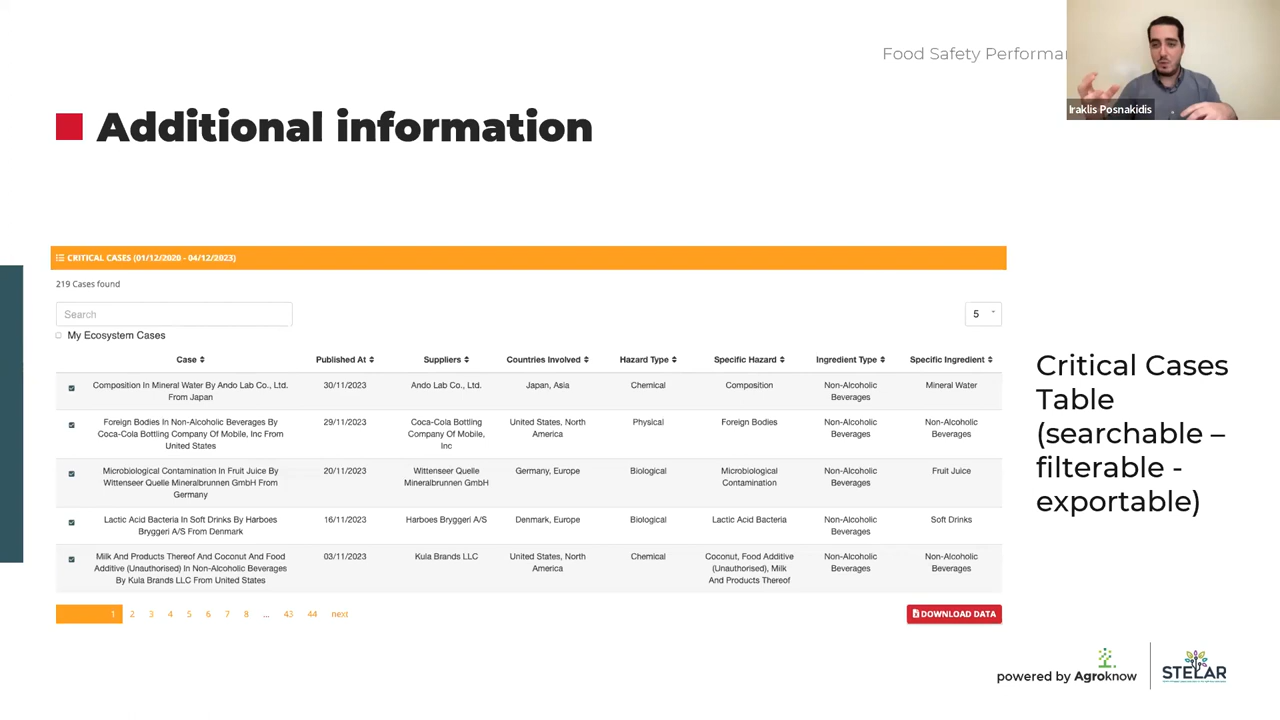 Food Safety Performa
Iraklis Posnakidis
Additional information
CRITICAL CASES (01/12/2020 - 04/12/2023)
219 Cases found
Search
5
My Ecosystem Cases
Case Published At Suppliers Countries Involved Hazard Type Specific Hazard Ingredient Type Specific Ingredient
Composition In Mineral Water By Ando Lab Co., Ltd. 30/11/2023 Ando Lab Co., Ltd. Japan, Asia Chemical Composition Non-Alcoholic Mineral Water
From Japan Beverages
Foreign Bodies In Non-Alcoholic Beverages By 29/11/2023 Coca-Cola Bottling United States, North Physical Foreign Bodies Non-Alcoholic Non-Alcoholic
Coca-Cola Bottling Company Of Mobile, Inc From Company Of Mobile, America Beverages Beverages
United States Inc
Microbiological Contamination In Fruit Juice By 20/11/2023 Wittenseer Quelle Germany, Europe Biological Microbiological Non-Alcoholic Fruit Juice
Wittenseer Quelle Mineralbrunnen GmbH From Mineralbrunnen GmbH Contamination Beverages
Germany
Lactic Acid Bacteria In Soft Drinks By Harboes 16/11/2023 Harboes Bryggeri A/S Denmark, Europe Biological Lactic Acid Bacteria Non-Alcoholic Soft Drinks
Bryggeri A/S From Denmark Beverages
Milk And Products Thereof And Coconut And Food 03/11/2023 Kula Brands LLC United States, North Chemical Coconut, Food Additive Non-Alcoholic Non-Alcoholic
Additive (Unauthorised) In Non-Alcoholic Beverages America (Unauthorised), Milk Beverages Beverages
By Kula Brands LLC From United States And Products Thereof
1 2 3 4 5 6 7 8 ... 43 44 next
DOWNLOAD DATA
Critical Cases
Table
(searchable –
filterable -
exportable)
powered by Agroknow
STELAR